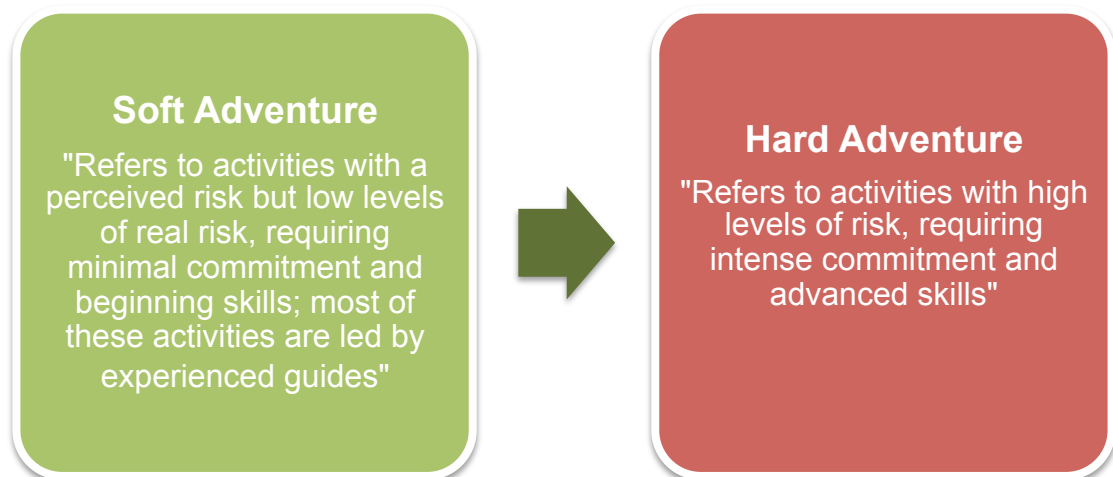 Soft Adventure
"Refers to activities with a
perceived risk but low levels
of real risk, requiring
minimal commitment and
beginning skills; most of
these activities are led by
experienced guides"
Hard Adventure
"Refers to activities with high
levels of risk, requiring
intense commitment and
advanced skills"